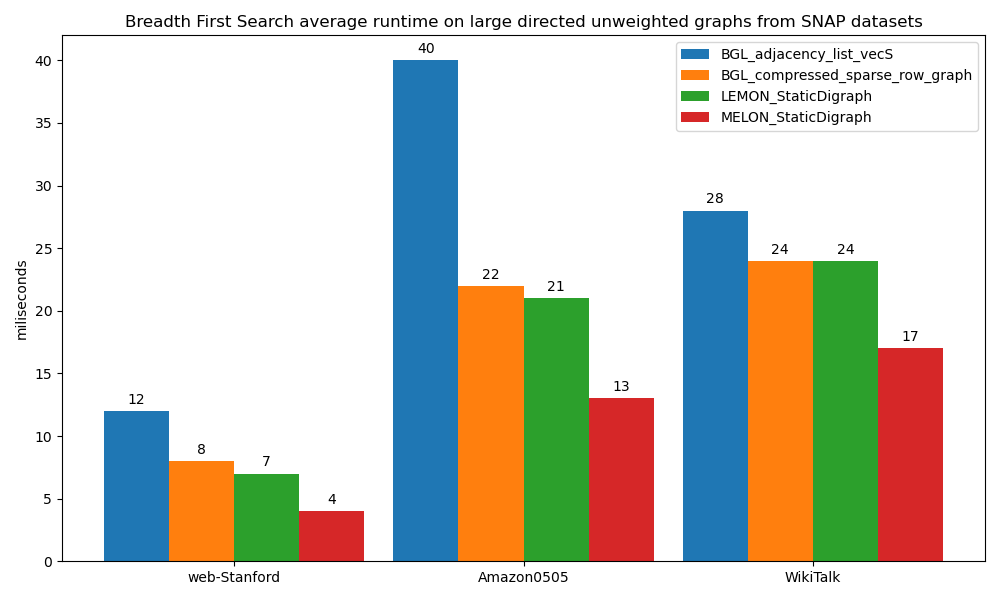 Breadth First Search average runtime on large directed unweighted graphs from SNAP datasets
BGL_adjacency_list_vecS
BGL_compressed_sparse_row_graph
LEMON_StaticDigraph
MELON_StaticDigraph
miliseconds
40
35
30
25
20
15
10
5
0
12
8
7
4
40
22
21
13
28
24
24
17
web-Stanford
Amazon0505
WikiTalk